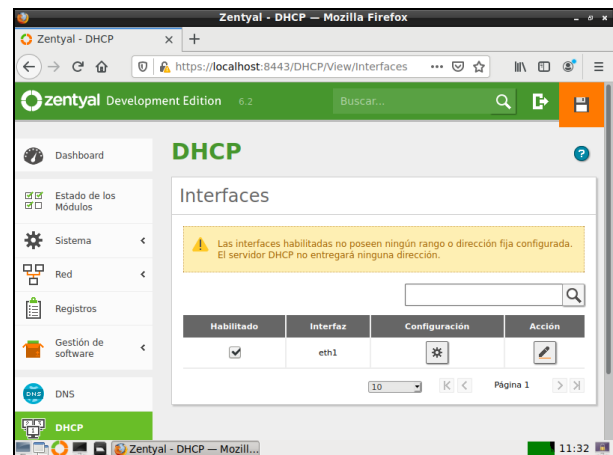 Zentyal - DHCP — Mozilla Firefox
Zentyal - DHCP
https://localhost:8443/DHCP/View/Interfaces
zentyal Development Edition 6.2
Buscar...
Dashboard
Estado de los
Módulos
Sistema
Red
Registros
Gestión de
software
DNS
DNS
DHCP
DHCP
Interfaces
Las interfaces habilitadas no poseen ningún rango o dirección fija configurada.
El servidor DHCP no entregará ninguna dirección.
Habilitado Interfaz Configuración Acción
eth1
10 Página 1
Zentyal - DHCP — Mozill...
11:32